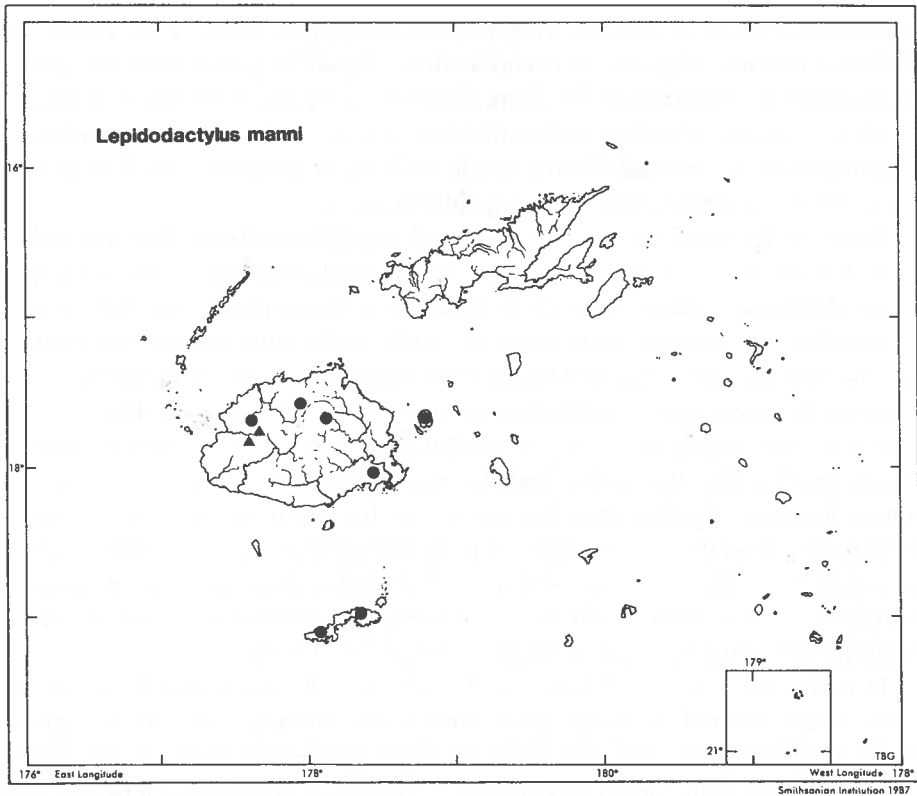 Lepidodactylus manni
16°
18°
179°
21°
TBG
176° East Longitude 178° 180° West Longitude 178°
Smithsonian Institution 1987